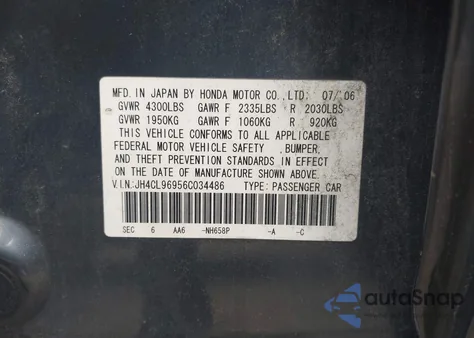 MFD. IN JAPAN BY HONDA MOTOR CO., LTD. 07/06
GVWR 4300LBS GAWR F 2335LBS R 2030LBS
GVWR 1950KG GAWR F 1060KG R 920KG
THIS VEHICLE CONFORMS TO ALL APPLICABLE
FEDERAL MOTOR VEHICLE SAFETY, BUMPER,
AND THEFT PREVENTION STANDARDS IN EFFECT
ON THE DATE OF MANUFACTURE SHOWN ABOVE.
V.I.N.:JH4CL96956C034486 TYPE: PASSENGER CAR
SEC 6 AA6 -NH658P -A -C
autoSnap